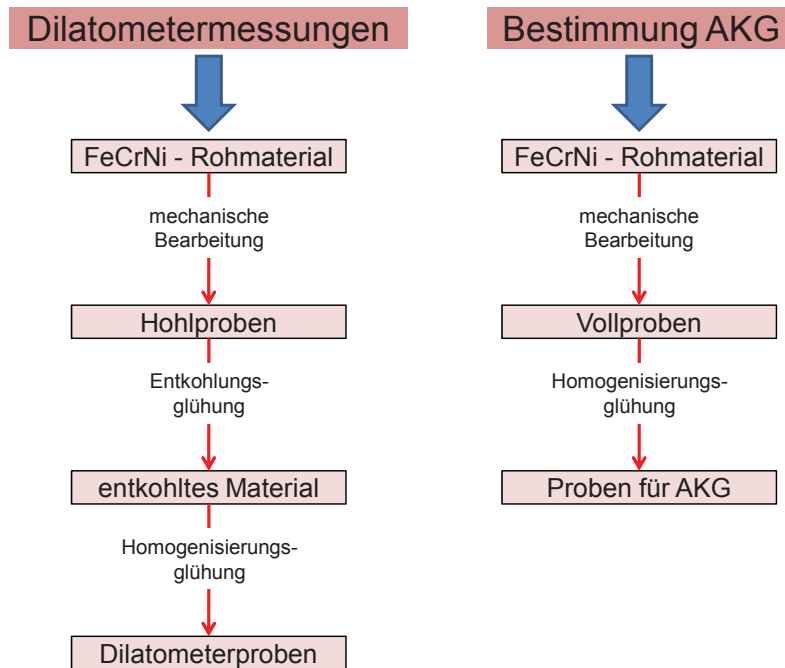 Dilatometermessungen
FeCrNi - Rohmaterial
mechanische
Bearbeitung
Hohlproben
Entkohlungs-
glühung
entkohltes Material
Homogenisierungs-
glühung
Dilatometerproben
Bestimmung AKG
FeCrNi - Rohmaterial
mechanische
Bearbeitung
Vollproben
Homogenisierungs-
glühung
Proben für AKG